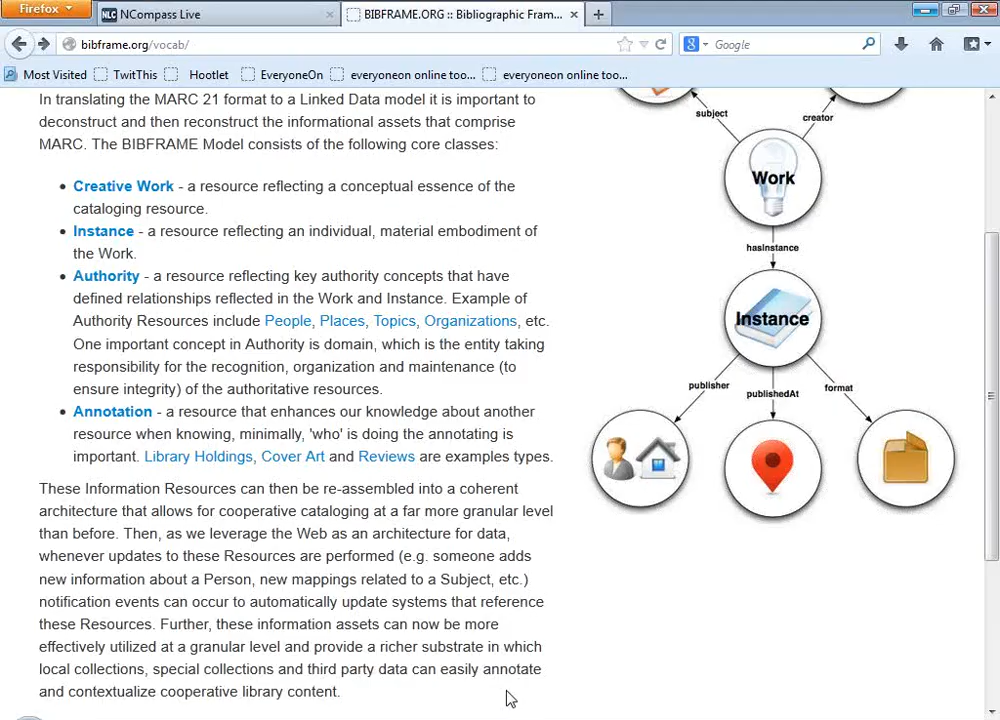 Firefox
NCompass Live
BIBFRAME.ORG :: Bibliographic Fram...
bibframe.org/vocab/
Google
Most Visited
TwitThis
Hootlet
EveryoneOn
everyoneon online too...
everyoneon online too...
In translating the MARC 21 format to a Linked Data model it is important to
deconstruct and then reconstruct the informational assets that comprise
MARC. The BIBFRAME Model consists of the following core classes:
• Creative Work - a resource reflecting a conceptual essence of the
cataloging resource.
• Instance - a resource reflecting an individual, material embodiment of
the Work.
• Authority - a resource reflecting key authority concepts that have
defined relationships reflected in the Work and Instance. Example of
Authority Resources include People, Places, Topics, Organizations, etc.
One important concept in Authority is domain, which is the entity taking
responsibility for the recognition, organization and maintenance (to
ensure integrity) of the authoritative resources.
• Annotation - a resource that enhances our knowledge about another
resource when knowing, minimally, 'who' is doing the annotating is
important. Library Holdings, Cover Art and Reviews are examples types.
These Information Resources can then be re-assembled into a coherent
architecture that allows for cooperative cataloging at a far more granular level
than before. Then, as we leverage the Web as an architecture for data,
whenever updates to these Resources are performed (e.g. someone adds
new information about a Person, new mappings related to a Subject, etc.)
notification events can occur to automatically update systems that reference
these Resources. Further, these information assets can now be more
effectively utilized at a granular level and provide a richer substrate in which
local collections, special collections and third party data can easily annotate
and contextualize cooperative library content.
subject
creator
Work
hasInstance
Instance
publisher
publishedAt
format